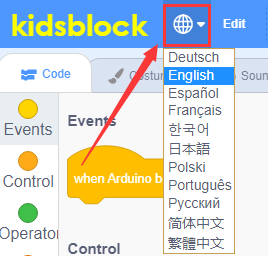 kidsblock
Edit
Code
Costu
Soun
Deutsch
English
Español
Français
한국어
日本語
Polski
Português
Русский
简体中文
繁體中文
Events
Control
Operator
Events
when Arduino b
Control